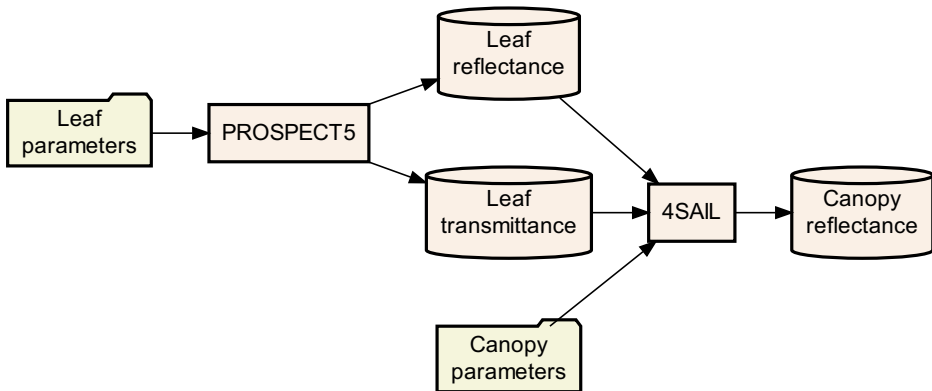 Leaf
parameters
PROSPECT5
Leaf
reflectance
Leaf
transmittance
4SAIL
Canopy
reflectance
Canopy
parameters